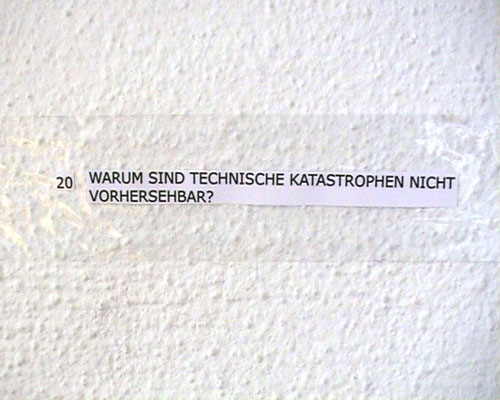 20 WARUM SIND TECHNISCHE KATASTROPHEN NICHT
VORHERSEHBAR?